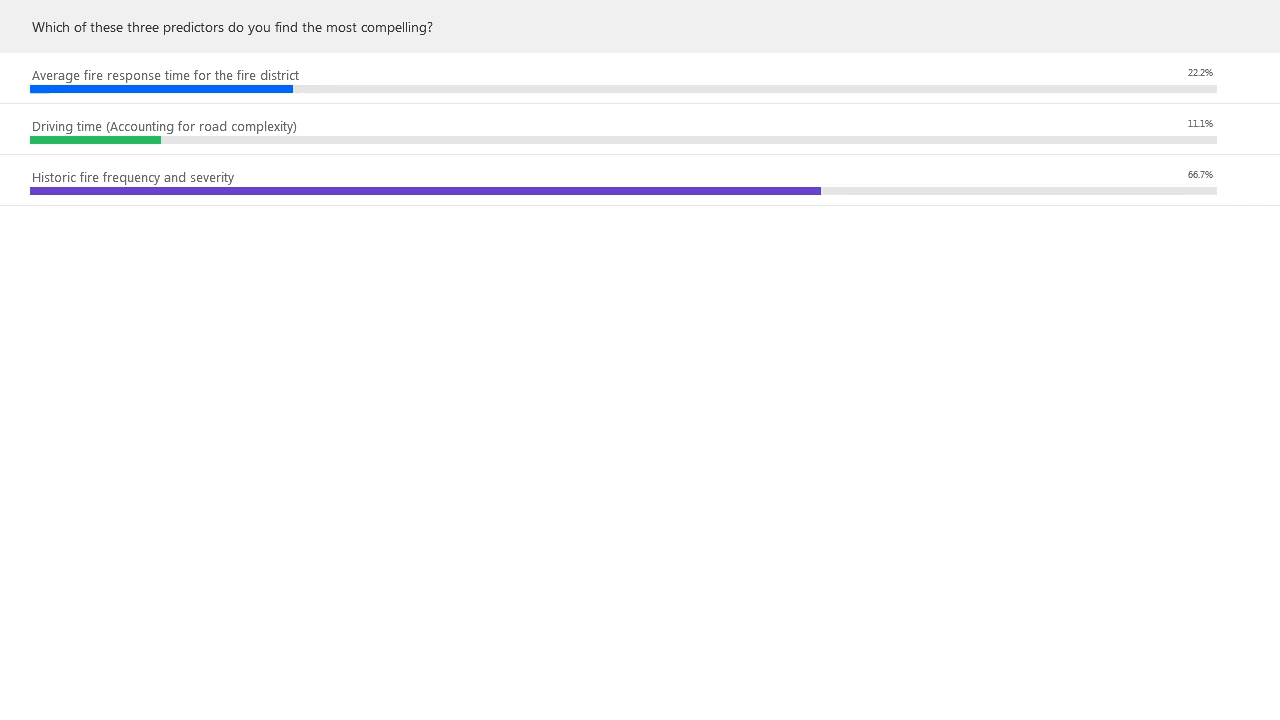 Which of these three predictors do you find the most compelling?
Average fire response time for the fire district
22.2%
Driving time (Accounting for road complexity)
11.1%
Historic fire frequency and severity
66.7%